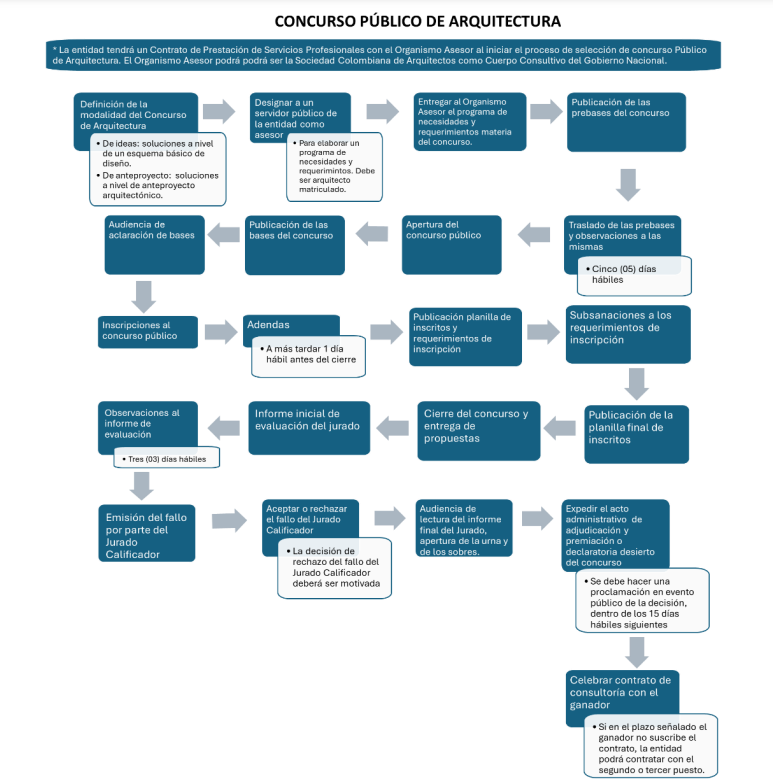 CONCURSO PÚBLICO DE ARQUITECTURA
* La entidad tendrá un Contrato de Prestación de Servicios Profesionales con el Organismo Asesor al iniciar el proceso de selección de concurso Público
de Arquitectura. El Organismo Asesor podrá podrá ser la Sociedad Colombiana de Arquitectos como Cuerpo Consultivo del Gobierno Nacional.
Definición de la
modalidad del Concurso
de Arquitectura
• De ideas: soluciones a nivel
de un esquema básico de
diseño.
• De anteproyecto: soluciones
a nivel de anteproyecto
arquitectónico.
Designar a un
servidor público de
la entidad como
asesor
• Para elaborar un
programa de
necesidades y
requerimintos. Debe
ser arquitecto
matriculado.
Entregar al Organismo
Asesor el programa de
necesidades y
requerimientos materia
del concurso.
Publicación de las
prebases del concurso
Traslado de las prebases
y observaciones a las
mismas
• Cinco (05) días
hábiles
Apertura del
concurso público
Publicación de las
bases del concurso
Audiencia de
aclaración de bases
Inscripciones al
concurso público
Adendas
• A más tardar 1 día
hábil antes del cierre
Publicación planilla de
inscritos y
requerimientos de
inscripción
Subsanaciones a los
requerimientos de
inscripción
Publicación de la
planilla final de
inscritos
Cierre del concurso y
entrega de
propuestas
Informe inicial de
evaluación del jurado
Observaciones al
informe de
evaluación
• Tres (03) días hábiles
Emisión del fallo
por parte del
Jurado
Calificador
Aceptar o rechazar
el fallo del Jurado
Calificador
• La decisión de
rechazo del fallo del
Jurado Calificador
deberá ser motivada
Audiencia de
lectura del informe
final del Jurado,
apertura de la urna y
de los sobres.
Expedir el acto
administrativo de
adjudicación y
premiación o
declaratoria desierto
del concurso
• Se debe hacer una
proclamación en evento
público de la decisión,
dentro de los 15 días
hábiles siguientes
Celebrar contrato de
consultoría con el
ganador
• Si en el plazo señalado el
ganador no suscribe el
contrato, la entidad
podrá contratar con el
segundo o tercer puesto.